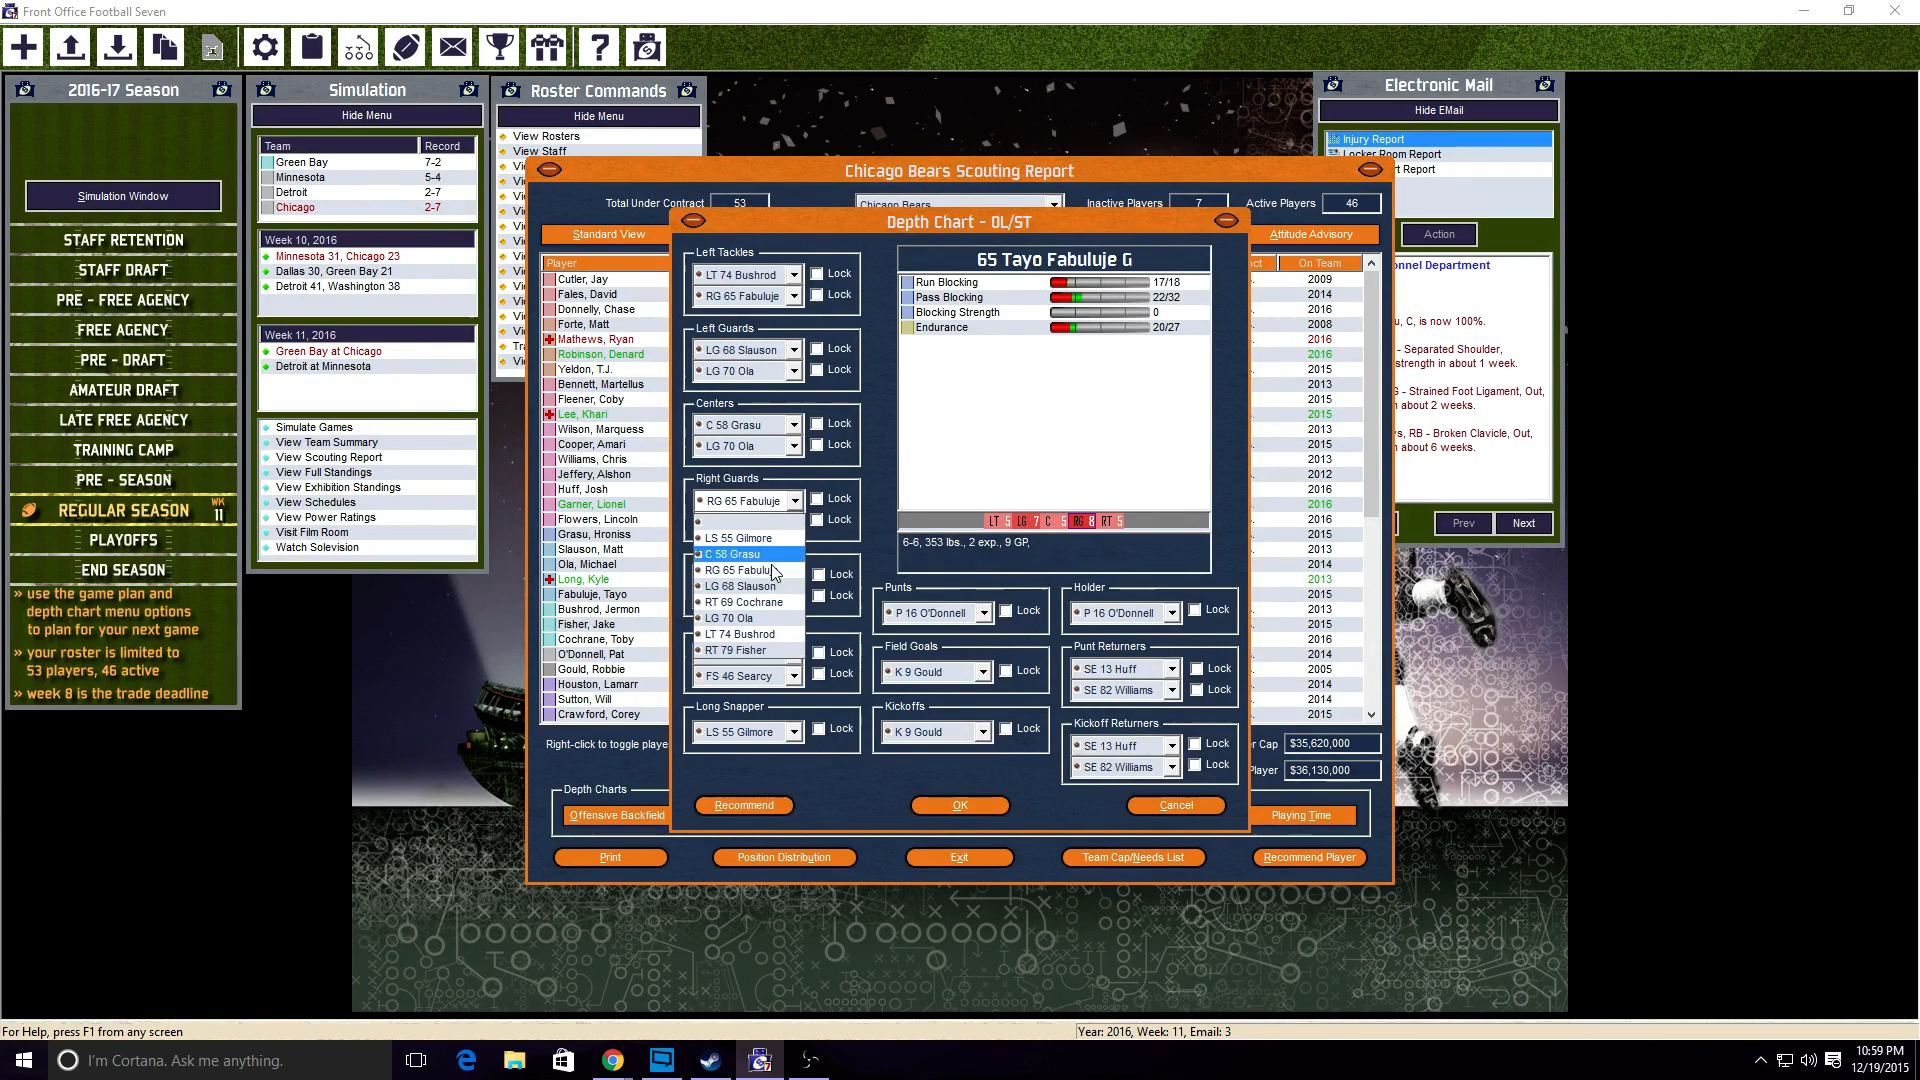 Front Office Football Seven
2016-17 Season
Simulation Window
STAFF RETENTION
STAFF DRAFT
PRE - FREE AGENCY
FREE AGENCY
PRE - DRAFT
AMATEUR DRAFT
LATE FREE AGENCY
TRAINING CAMP
PRE - SEASON
REGULAR SEASON WK 11
PLAYOFFS
END SEASON
» use the game plan and
depth chart menu options
to plan for your next game
» your roster is limited to
53 players, 46 active
» week 8 is the trade deadline
Simulation
Hide Menu
Team Record
Green Bay 7-2
Minnesota 5-4
Detroit 2-7
Chicago 2-7
Week 10, 2016
Minnesota 31, Chicago 23
Dallas 30, Green Bay 21
Detroit 41, Washington 38
Week 11, 2016
Green Bay at Chicago
Detroit at Minnesota
Simulate Games
View Team Summary
View Scouting Report
View Full Standings
View Exhibition Standings
View Schedules
View Power Ratings
Visit Film Room
Watch Solevision
Roster Commands
Hide Menu
View Rosters
View Staff
Electronic Mail
Hide EMail
Injury Report
Locker Room Report
rt Report
Action
nnel Department
u, C, is now 100%.
- Separated Shoulder,
strength in about 1 week.
G - Strained Foot Ligament, Out,
n about 2 weeks.
s, RB - Broken Clavicle, Out,
n about 6 weeks.
Prev Next
Chicago Bears Scouting Report
Total Under Contract 53 Chicago Bears Inactive Players 7 Active Players 46
Standard View
Attitude Advisory
Player
ct On Team
Cutler, Jay 2009
Fales, David 2014
Donnelly, Chase 2016
Forte, Matt 2008
Mathews, Ryan 2016
Robinson, Denard 2016
Yeldon, T.J. 2015
Bennett, Martellus 2013
Fleener, Coby 2015
Lee, Khari 2015
Wilson, Marquess 2013
Cooper, Amari 2015
Williams, Chris 2013
Jeffery, Alshon 2012
Huff, Josh 2016
Garner, Lionel 2016
Flowers, Lincoln 2016
Grasu, Hroniss 2015
Slauson, Matt 2013
Ola, Michael 2014
Long, Kyle 2013
Fabuluje, Tayo 2015
Bushrod, Jermon 2013
Fisher, Jake 2015
Cochrane, Toby 2016
O'Donnell, Pat 2014
Gould, Robbie 2005
Houston, Lamarr 2014
Sutton, Will 2014
Crawford, Corey 2015
Right-click to toggle playe
r Cap $35,620,000
Player $36,130,000
Depth Charts
Offensive Backfield
Playing Time
Print
Position Distribution
Exit
Team Cap/Needs List
Recommend Player
Depth Chart - OL/ST
Left Tackles
LT 74 Bushrod Lock
RG 65 Fabuluje Lock
Left Guards
LG 68 Slauson Lock
LG 70 Ola Lock
Centers
C 58 Grasu Lock
LG 70 Ola Lock
Right Guards
RG 65 Fabuluje Lock
Lock
LS 55 Gilmore
C 58 Grasu
RG 65 Fabulu
LG 68 Slauson
RT 69 Cochrane
LG 70 Ola
LT 74 Bushrod
RT 79 Fisher
Lock
Lock
Lock
FS 46 Searcy Lock
Long Snapper
LS 55 Gilmore Lock
65 Tayo Fabuluje G
Run Blocking 17/18
Pass Blocking 22/32
Blocking Strength 0
Endurance 20/27
LT 5 LG 7 C 5 RG 8 RT 5
6-6, 353 lbs., 2 exp., 9 GP,
Punts
P 16 O'Donnell Lock
Field Goals
K 9 Gould Lock
Kickoffs
K 9 Gould Lock
Holder
P 16 O'Donnell Lock
Punt Returners
SE 13 Huff Lock
SE 82 Williams Lock
Kickoff Returners
SE 13 Huff Lock
SE 82 Williams Lock
Recommend
OK
Cancel
For Help, press F1 from any screen
Year: 2016, Week: 11, Email: 3
I'm Cortana. Ask me anything.
10:59 PM
12/19/2015